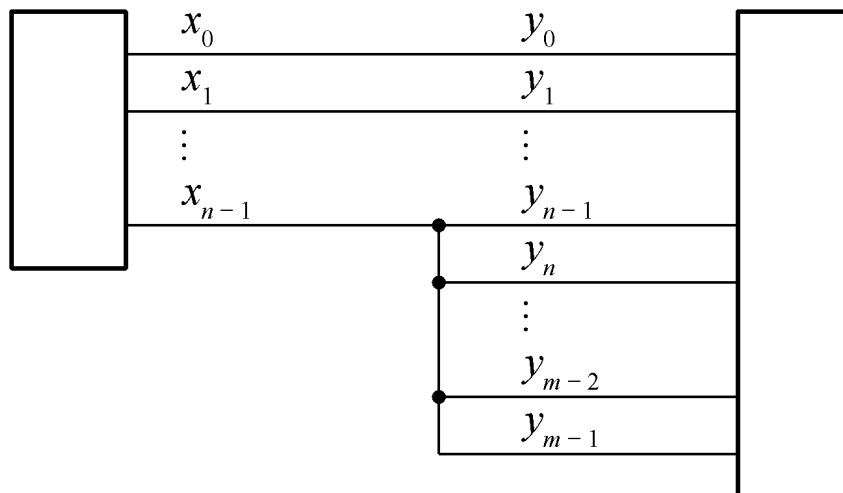 x₀ y₀
x₁ y₁
⋮ ⋮
xₙ₋₁ yₙ₋₁
yₙ
⋮
yₘ₋₂
yₘ₋₁